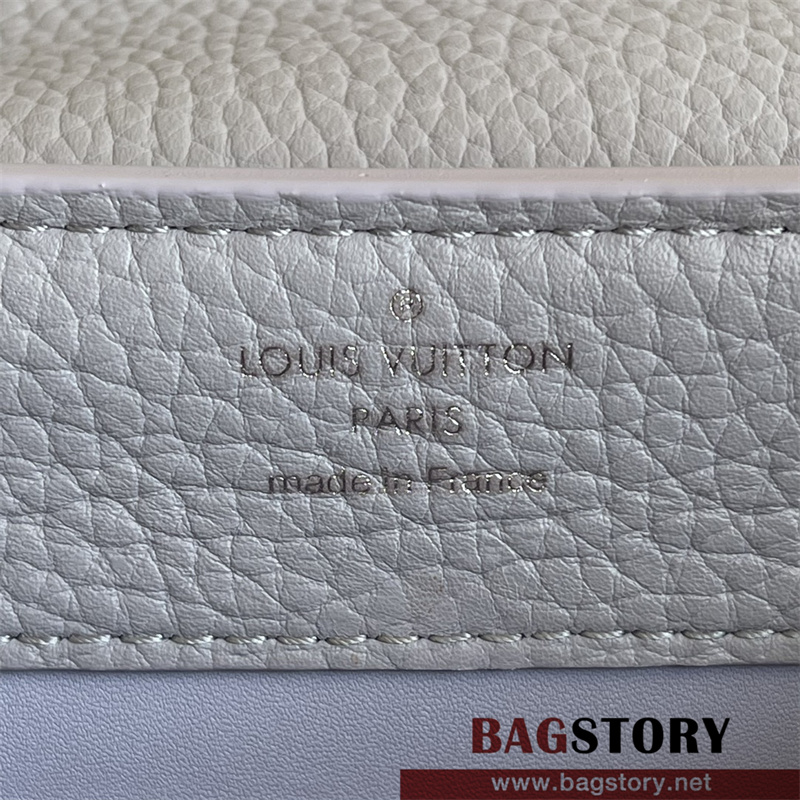 ®
LOUIS VUITTON
PARIS
made in France
BAGSTORY
www.bagstory.net